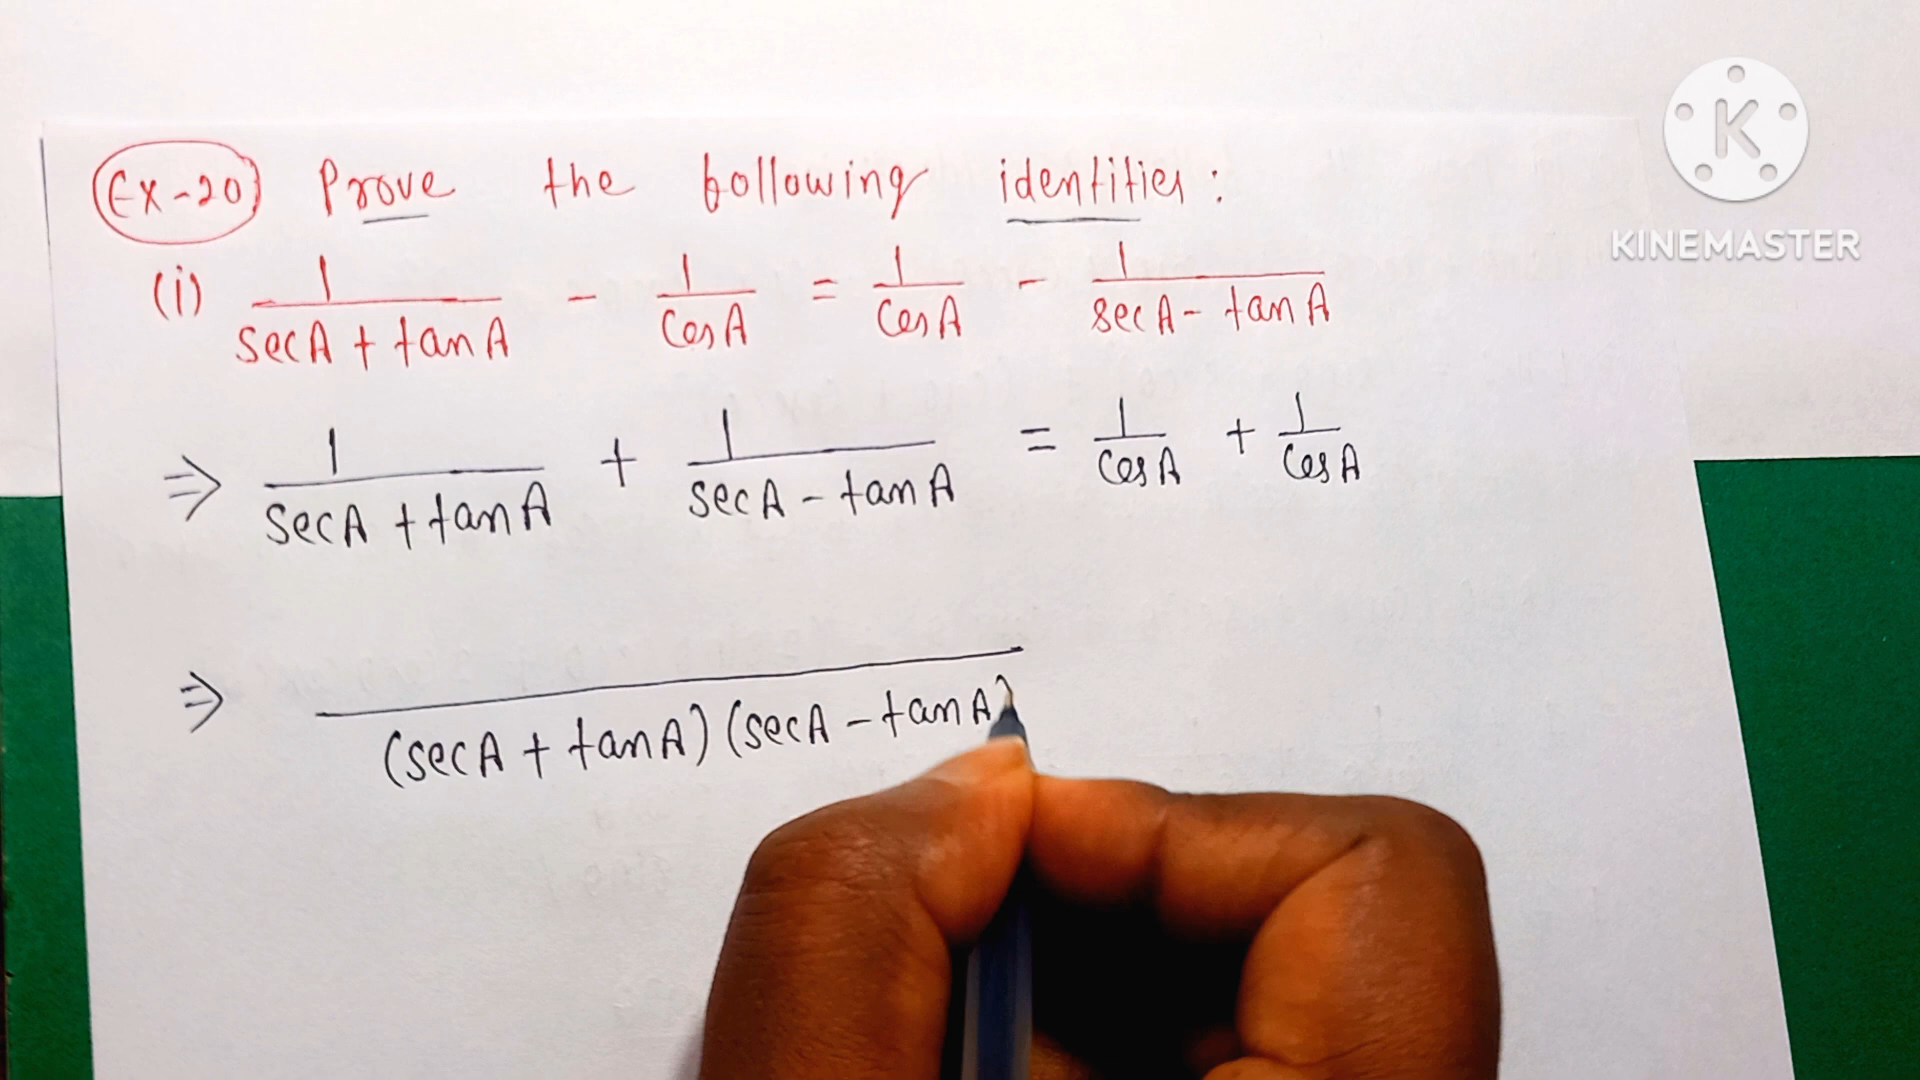 Ex-20 Prove the following identities:
(i) 1/(secA + tanA) - 1/CosA = 1/CosA - 1/(secA - tanA)
⇒ 1/(secA + tanA) + 1/(secA - tanA) = 1/CosA + 1/CosA
⇒ (secA + tanA)(secA - tanA)
K
KINEMASTER